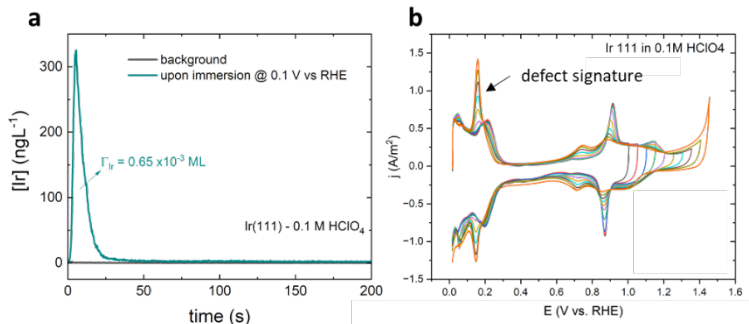 a
background
upon immersion @ 0.1 V vs RHE
ΓIr = 0.65 x10⁻³ ML
Ir(111) - 0.1 M HClO₄
[Ir] (ngL⁻¹)
300
200
100
0
0 50 100 150 200
time (s)
b
Ir 111 in 0.1M HClO4
defect signature
j (A/m²)
1.5
1.0
0.5
0.0
-0.5
-1.0
-1.5
0.0 0.2 0.4 0.6 0.8 1.0 1.2 1.4 1.6
E (V vs. RHE)